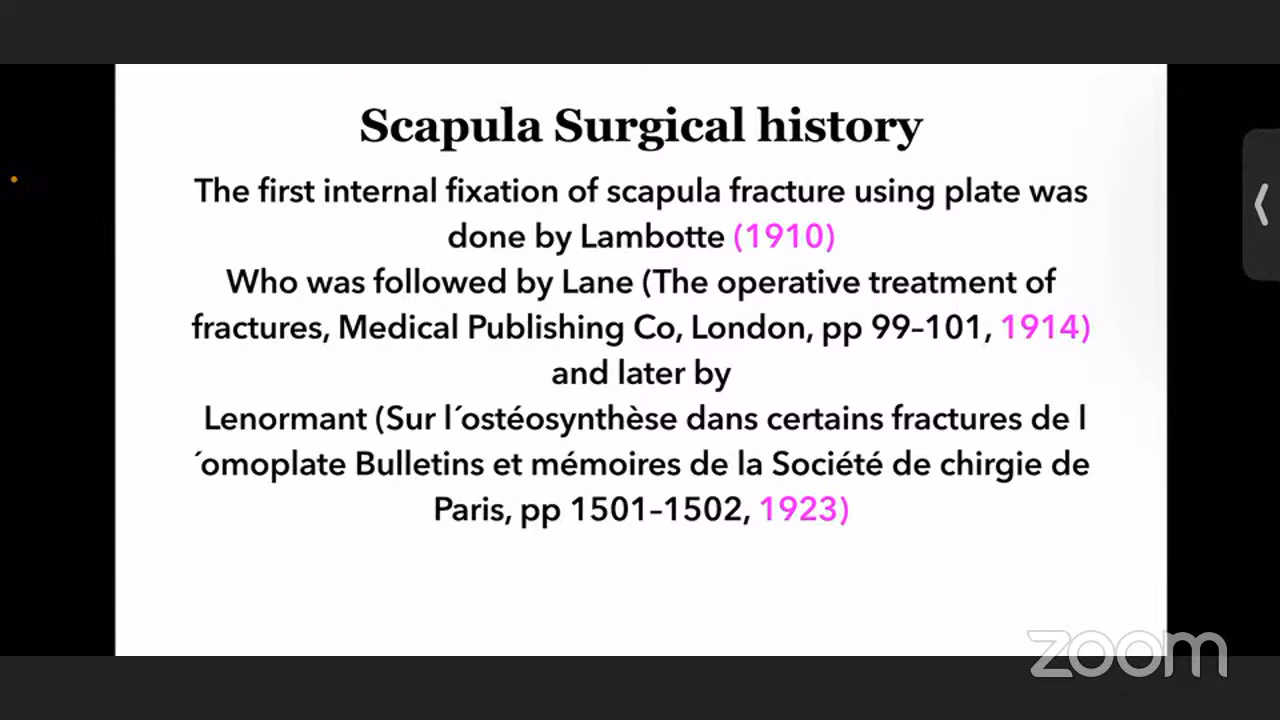 Scapula Surgical history
The first internal fixation of scapula fracture using plate was
done by Lambotte (1910)
Who was followed by Lane (The operative treatment of
fractures, Medical Publishing Co, London, pp 99–101, 1914)
and later by
Lenormant (Sur l´ostéosynthèse dans certains fractures de l
´omoplate Bulletins et mémoires de la Société de chirgie de
Paris, pp 1501–1502, 1923)
zoom